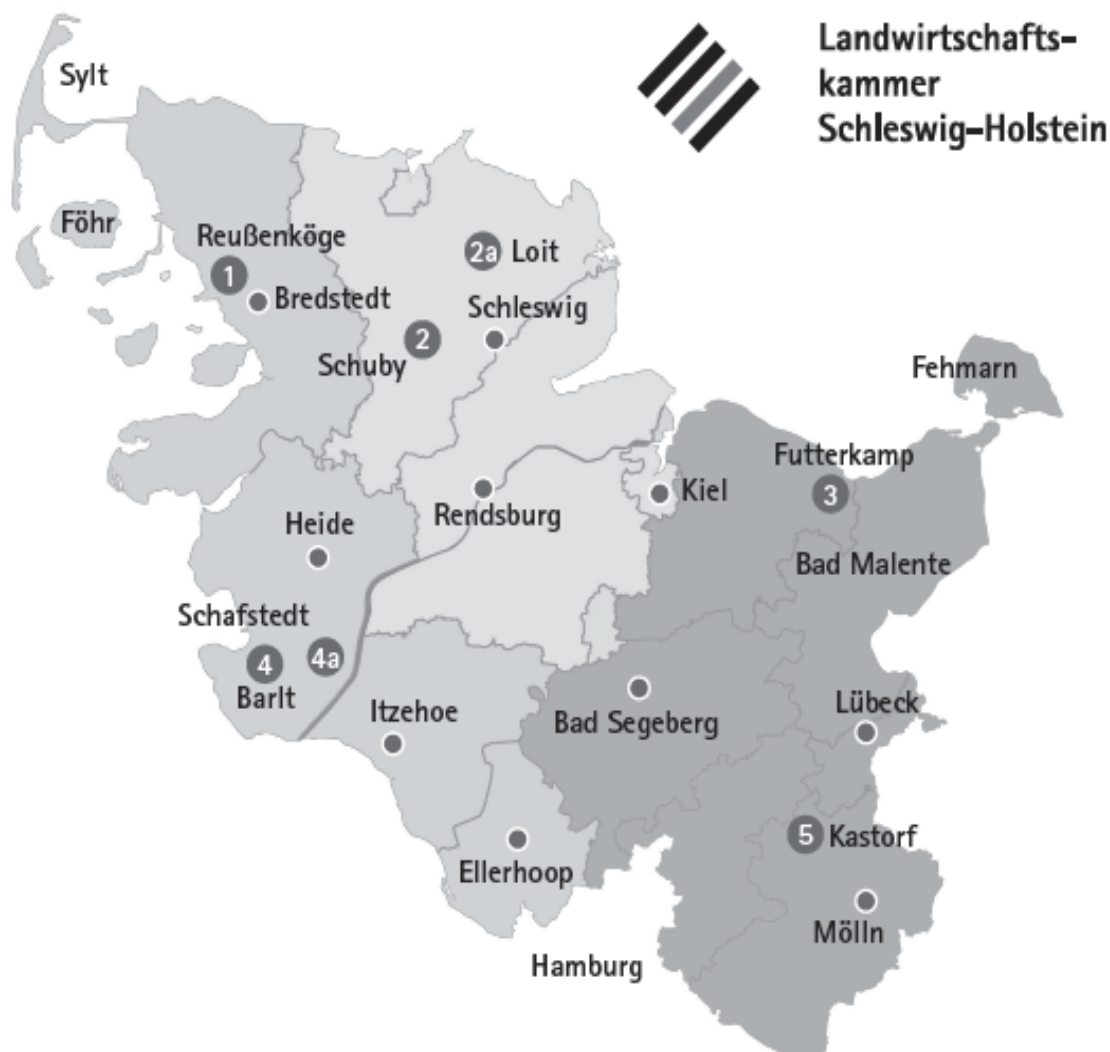 Landwirtschafts-
kammer
Schleswig-Holstein
Sylt
Föhr
Reußenköge
1
Bredstedt
2a Loit
Schleswig
2
Schuby
Fehmarn
Futterkamp
3
Kiel
Rendsburg
Bad Malente
Heide
Schafstedt
4
4a
Barlt
Itzehoe
Bad Segeberg
Lübeck
5 Kastorf
Ellerhoop
Mölln
Hamburg